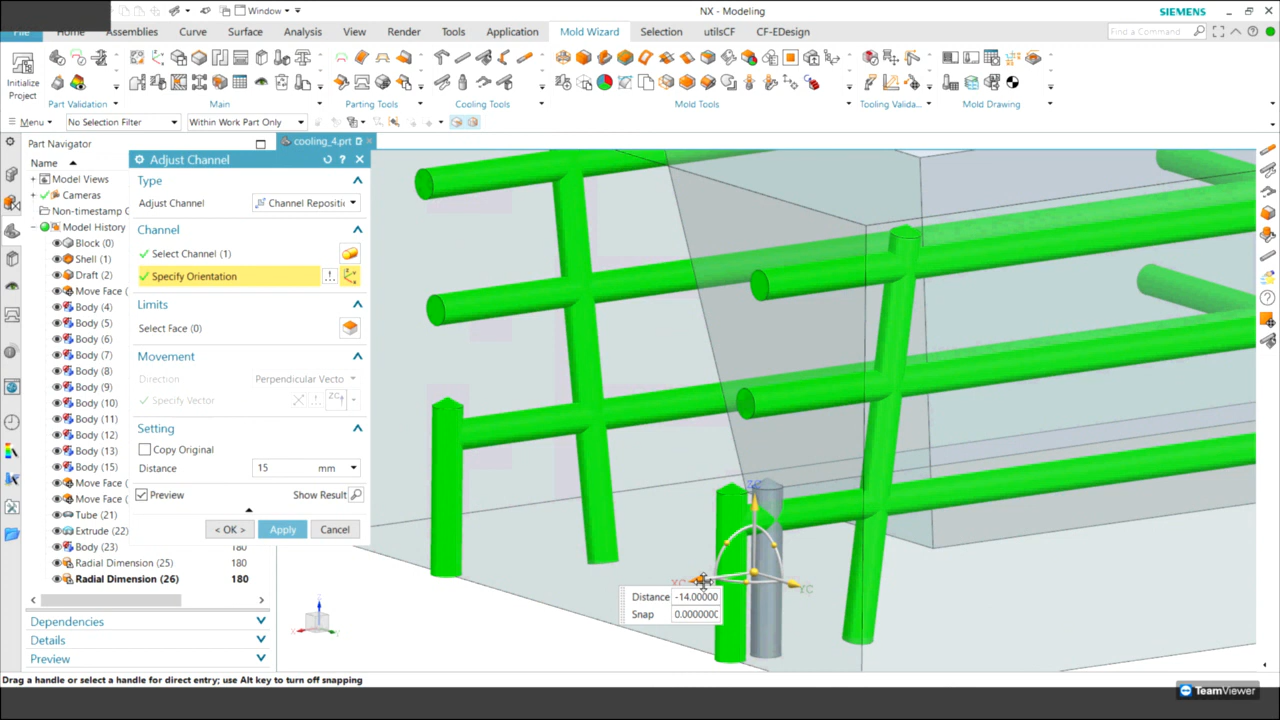 Window
NX - Modeling
SIEMENS
File Home Assemblies Curve Surface Analysis View Render Tools Application Mold Wizard Selection utilsCF CF-EDesign
Find a Command
Initialize
Project
Part Validation Main Parting Tools Cooling Tools Mold Tools Tooling Valida... Mold Drawing
Menu No Selection Filter Within Work Part Only
Part Navigator
cooling_4.prt
Name
Model Views
Cameras
Non-timestamp G
Model History
Block (0)
Shell (1)
Draft (2)
Move Face (
Body (4)
Body (5)
Body (6)
Body (7)
Body (8)
Body (9)
Body (10)
Body (11)
Body (12)
Body (13)
Body (15)
Move Face (
Move Face (
Tube (21)
Extrude (22)
Body (23) 180
Radial Dimension (25) 180
Radial Dimension (26) 180
Dependencies
Details
Preview
Adjust Channel
Type
Adjust Channel Channel Repositic
Channel
Select Channel (1)
Specify Orientation
Limits
Select Face (0)
Movement
Direction Perpendicular Vecto
Specify Vector
ZC
Setting
Copy Original
Distance 15 mm
Preview Show Result
< OK > Apply Cancel
ZC
XC
YC
Distance -14.00000
Snap 0.0000000
Drag a handle or select a handle for direct entry; use Alt key to turn off snapping
TeamViewer